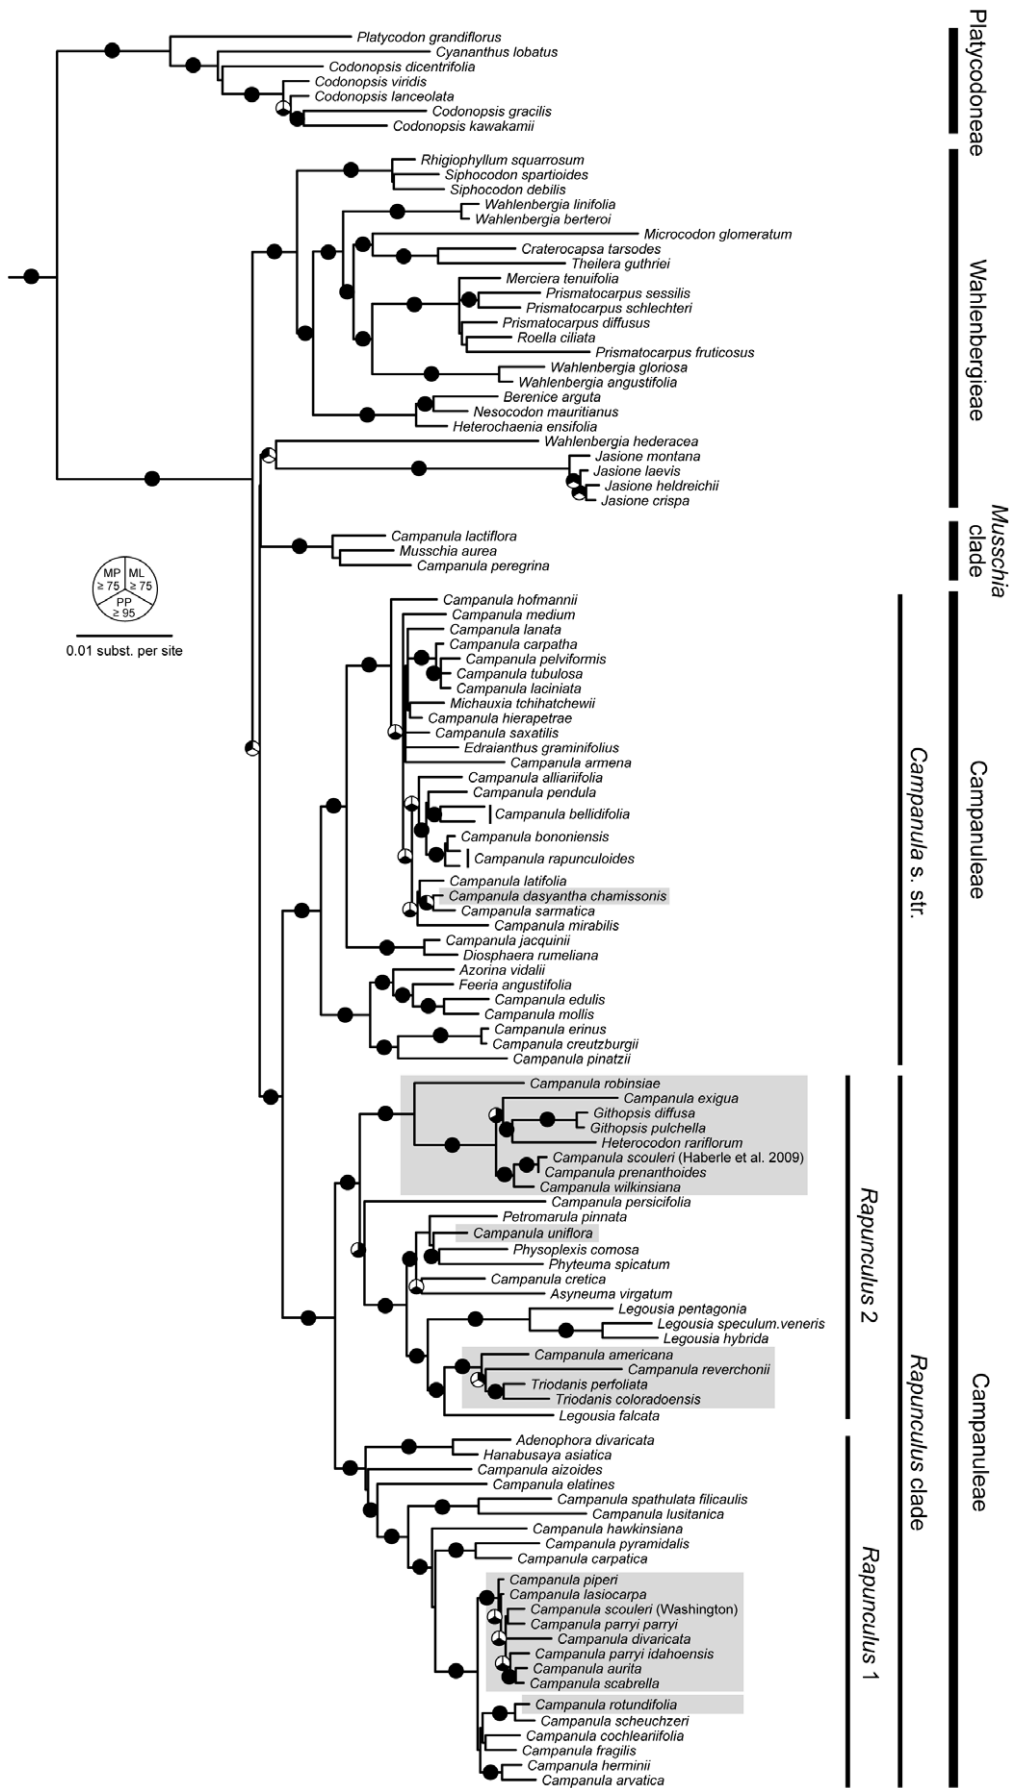 Platycodon grandiflorus
Cyananthus lobatus
Codonopsis dicentrifolia
Codonopsis viridis
Codonopsis lanceolata
Codonopsis gracilis
Codonopsis kawakamii
Platycodoneae
Rhigiophyllum squarrosum
Siphocodon spartioides
Siphocodon debilis
Wahlenbergia linifolia
Wahlenbergia berteroi
Microcodon glomeratum
Craterocapsa tarsodes
Theilera guthriei
Merciera tenuifolia
Prismatocarpus sessilis
Prismatocarpus schlechteri
Prismatocarpus diffusus
Roella ciliata
Prismatocarpus fruticosus
Wahlenbergia gloriosa
Wahlenbergia angustifolia
Berenice arguta
Nesocodon mauritianus
Heterochaenia ensifolia
Wahlenbergia hederacea
Jasione montana
Jasione laevis
Jasione heldreichii
Jasione crispa
Wahlenbergieae
Campanula lactiflora
Musschia aurea
Campanula peregrina
Musschia
clade
MP
≥ 75
ML
≥ 75
PP
≥ 95
0.01 subst. per site
Campanula hofmannii
Campanula medium
Campanula lanata
Campanula carpatha
Campanula pelviformis
Campanula tubulosa
Campanula laciniata
Michauxia tchihatchewii
Campanula hierapetrae
Campanula saxatilis
Edraianthus graminifolius
Campanula armena
Campanula alliariifolia
Campanula pendula
Campanula bellidifolia
Campanula bononiensis
Campanula rapunculoides
Campanula latifolia
Campanula dasyantha chamissonis
Campanula sarmatica
Campanula mirabilis
Campanula jacquinii
Diosphaera rumeliana
Azorina vidalii
Feeria angustifolia
Campanula edulis
Campanula mollis
Campanula erinus
Campanula creutzburgii
Campanula pinatzii
Campanula s. str.
Campanuleae
Campanula robinsiae
Campanula exigua
Githopsis diffusa
Githopsis pulchella
Heterocodon rariflorum
Campanula scouleri (Haberle et al. 2009)
Campanula prenanthoides
Campanula wilkinsiana
Campanula persicifolia
Petromarula pinnata
Campanula uniflora
Physoplexis comosa
Phyteuma spicatum
Campanula cretica
Asyneuma virgatum
Legousia pentagonia
Legousia speculum.veneris
Legousia hybrida
Campanula americana
Campanula reverchonii
Triodanis perfoliata
Triodanis coloradoensis
Legousia falcata
Rapunculus 2
Adenophora divaricata
Hanabusaya asiatica
Campanula aizoides
Campanula elatines
Campanula spathulata filicaulis
Campanula lusitanica
Campanula hawkinsiana
Campanula pyramidalis
Campanula carpatica
Campanula piperi
Campanula lasiocarpa
Campanula scouleri (Washington)
Campanula parryi parryi
Campanula divaricata
Campanula parryi idahoensis
Campanula aurita
Campanula scabrella
Campanula rotundifolia
Campanula scheuchzeri
Campanula cochleariifolia
Campanula fragilis
Campanula herminii
Campanula arvatica
Rapunculus 1
Rapunculus clade
Campanuleae